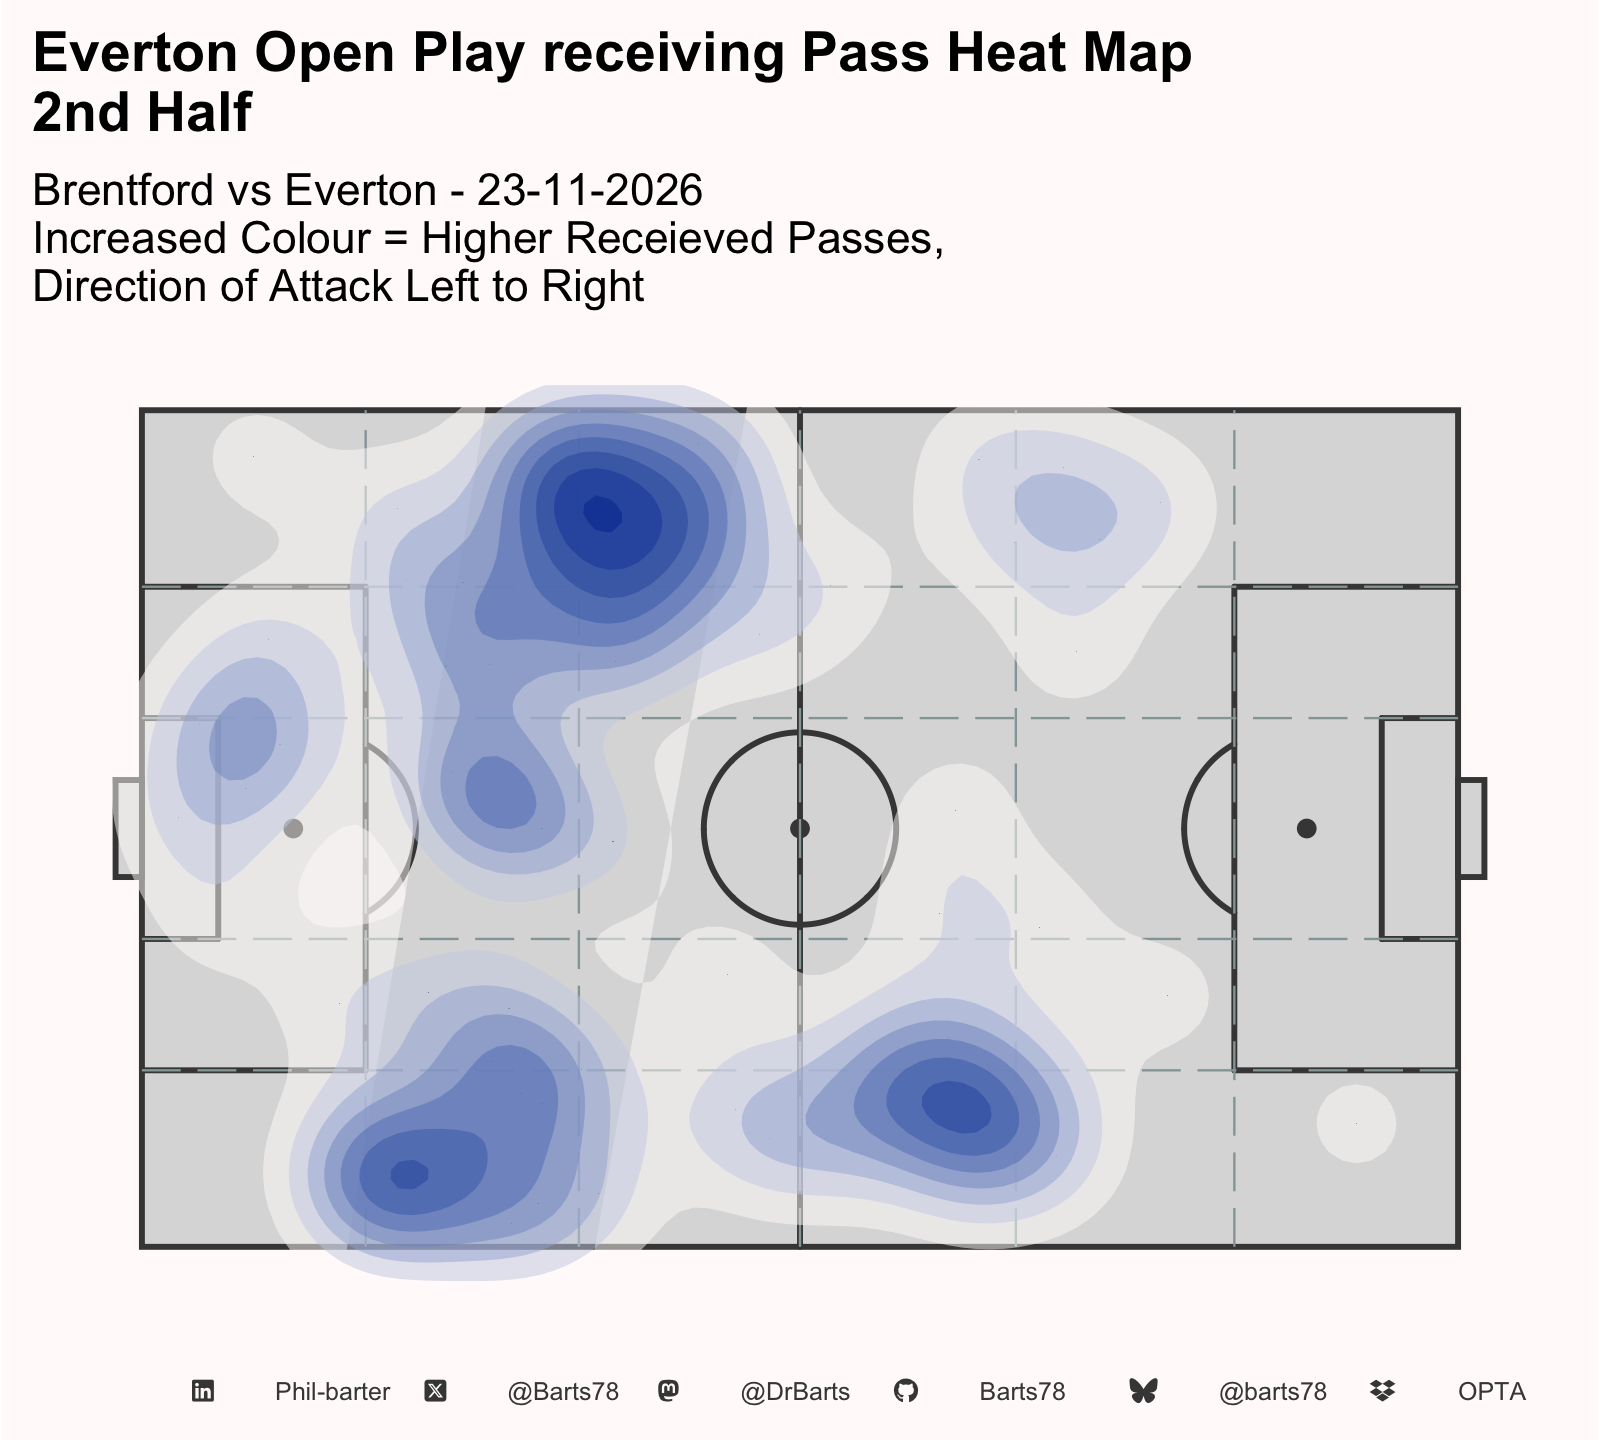 Everton Open Play receiving Pass Heat Map
2nd Half
Brentford vs Everton - 23-11-2026
Increased Colour = Higher Receieved Passes,
Direction of Attack Left to Right
Phil-barter @Barts78 @DrBarts Barts78 @barts78 OPTA